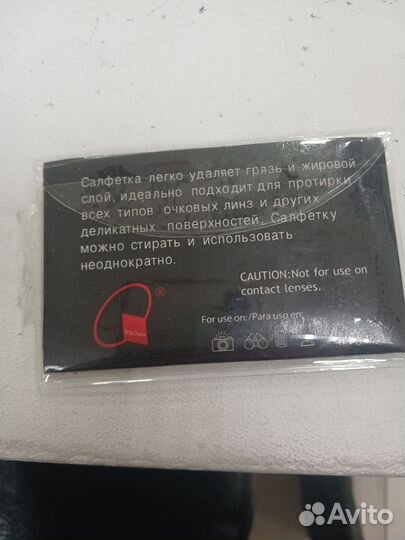 Салфетка легко удаляет грязь и жировой
слой, идеально подходит для протирки
всех типов очковых линз и других
деликатных поверхностей. Салфетку
можно стирать и использовать
неоднократно.
CAUTION:Not for use on
contact lenses.
®
For use on:/Para uso en:
Avito